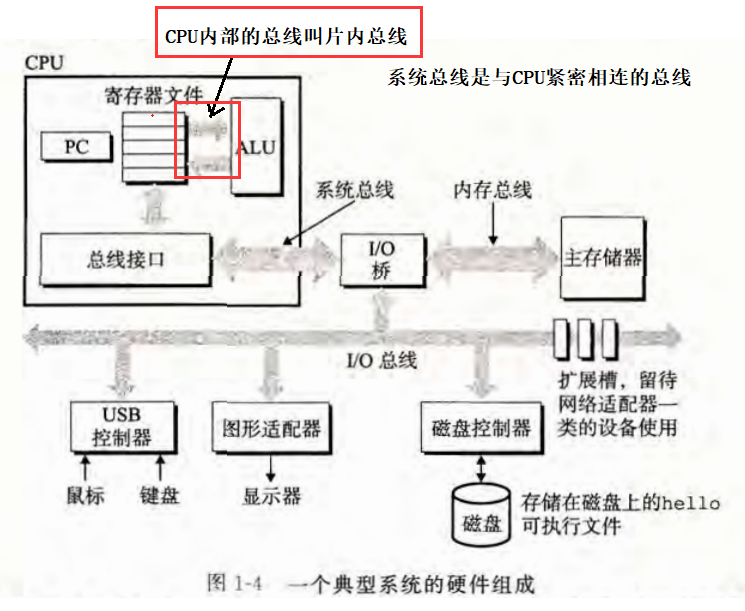 CPU内部的总线叫片内总线
CPU
系统总线是与CPU紧密相连的总线
寄存器文件
PC
ALU
系统总线
内存总线
总线接口
I/O
桥
主存储器
I/O 总线
扩展槽，留待
网络适配器一
类的设备使用
USB
控制器
图形适配器
磁盘控制器
鼠标
键盘
显示器
磁盘
存储在磁盘上的hello
可执行文件
图 1-4 一个典型系统的硬件组成